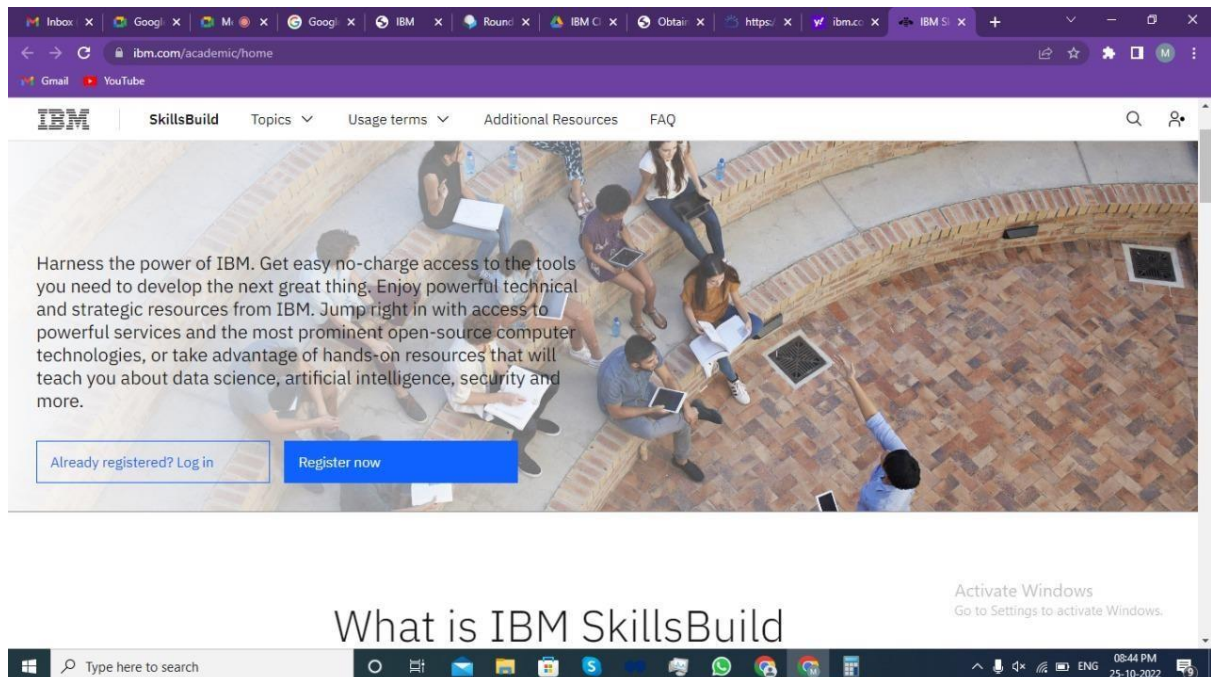 Inbox
Googl
M
Googl
IBM
Round
IBM Cl
Obtain
https:/
ibm.co
IBM S
ibm.com/academic/home
M
Gmail
YouTube
IBM
SkillsBuild
Topics
Usage terms
Additional Resources
FAQ
Harness the power of IBM. Get easy no-charge access to the tools
you need to develop the next great thing. Enjoy powerful technical
and strategic resources from IBM. Jump right in with access to
powerful services and the most prominent open-source computer
technologies, or take advantage of hands-on resources that will
teach you about data science, artificial intelligence, security and
more.
Already registered? Log in
Register now
What is IBM SkillsBuild
Activate Windows
Go to Settings to activate Windows.
Type here to search
ENG
08:44 PM
25-10-2022